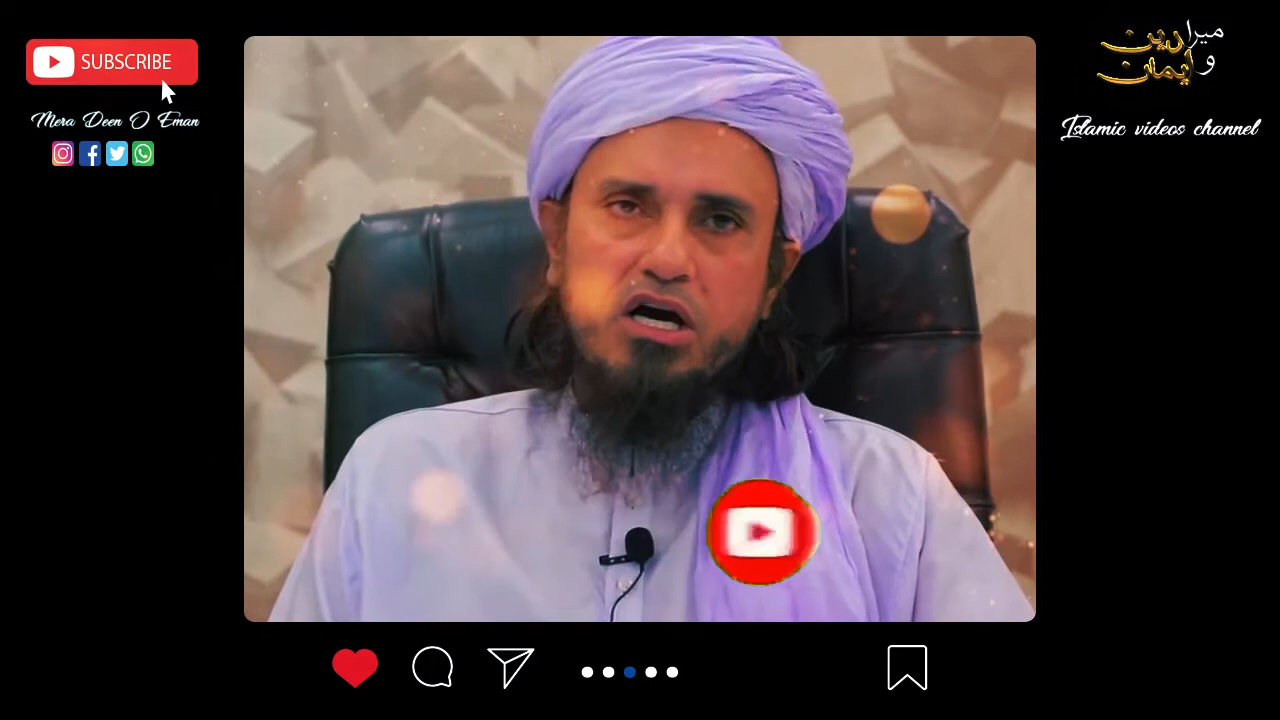 SUBSCRIBE
Mera Deen O Eman
میرا دین
و ایمان
Islamic videos channel